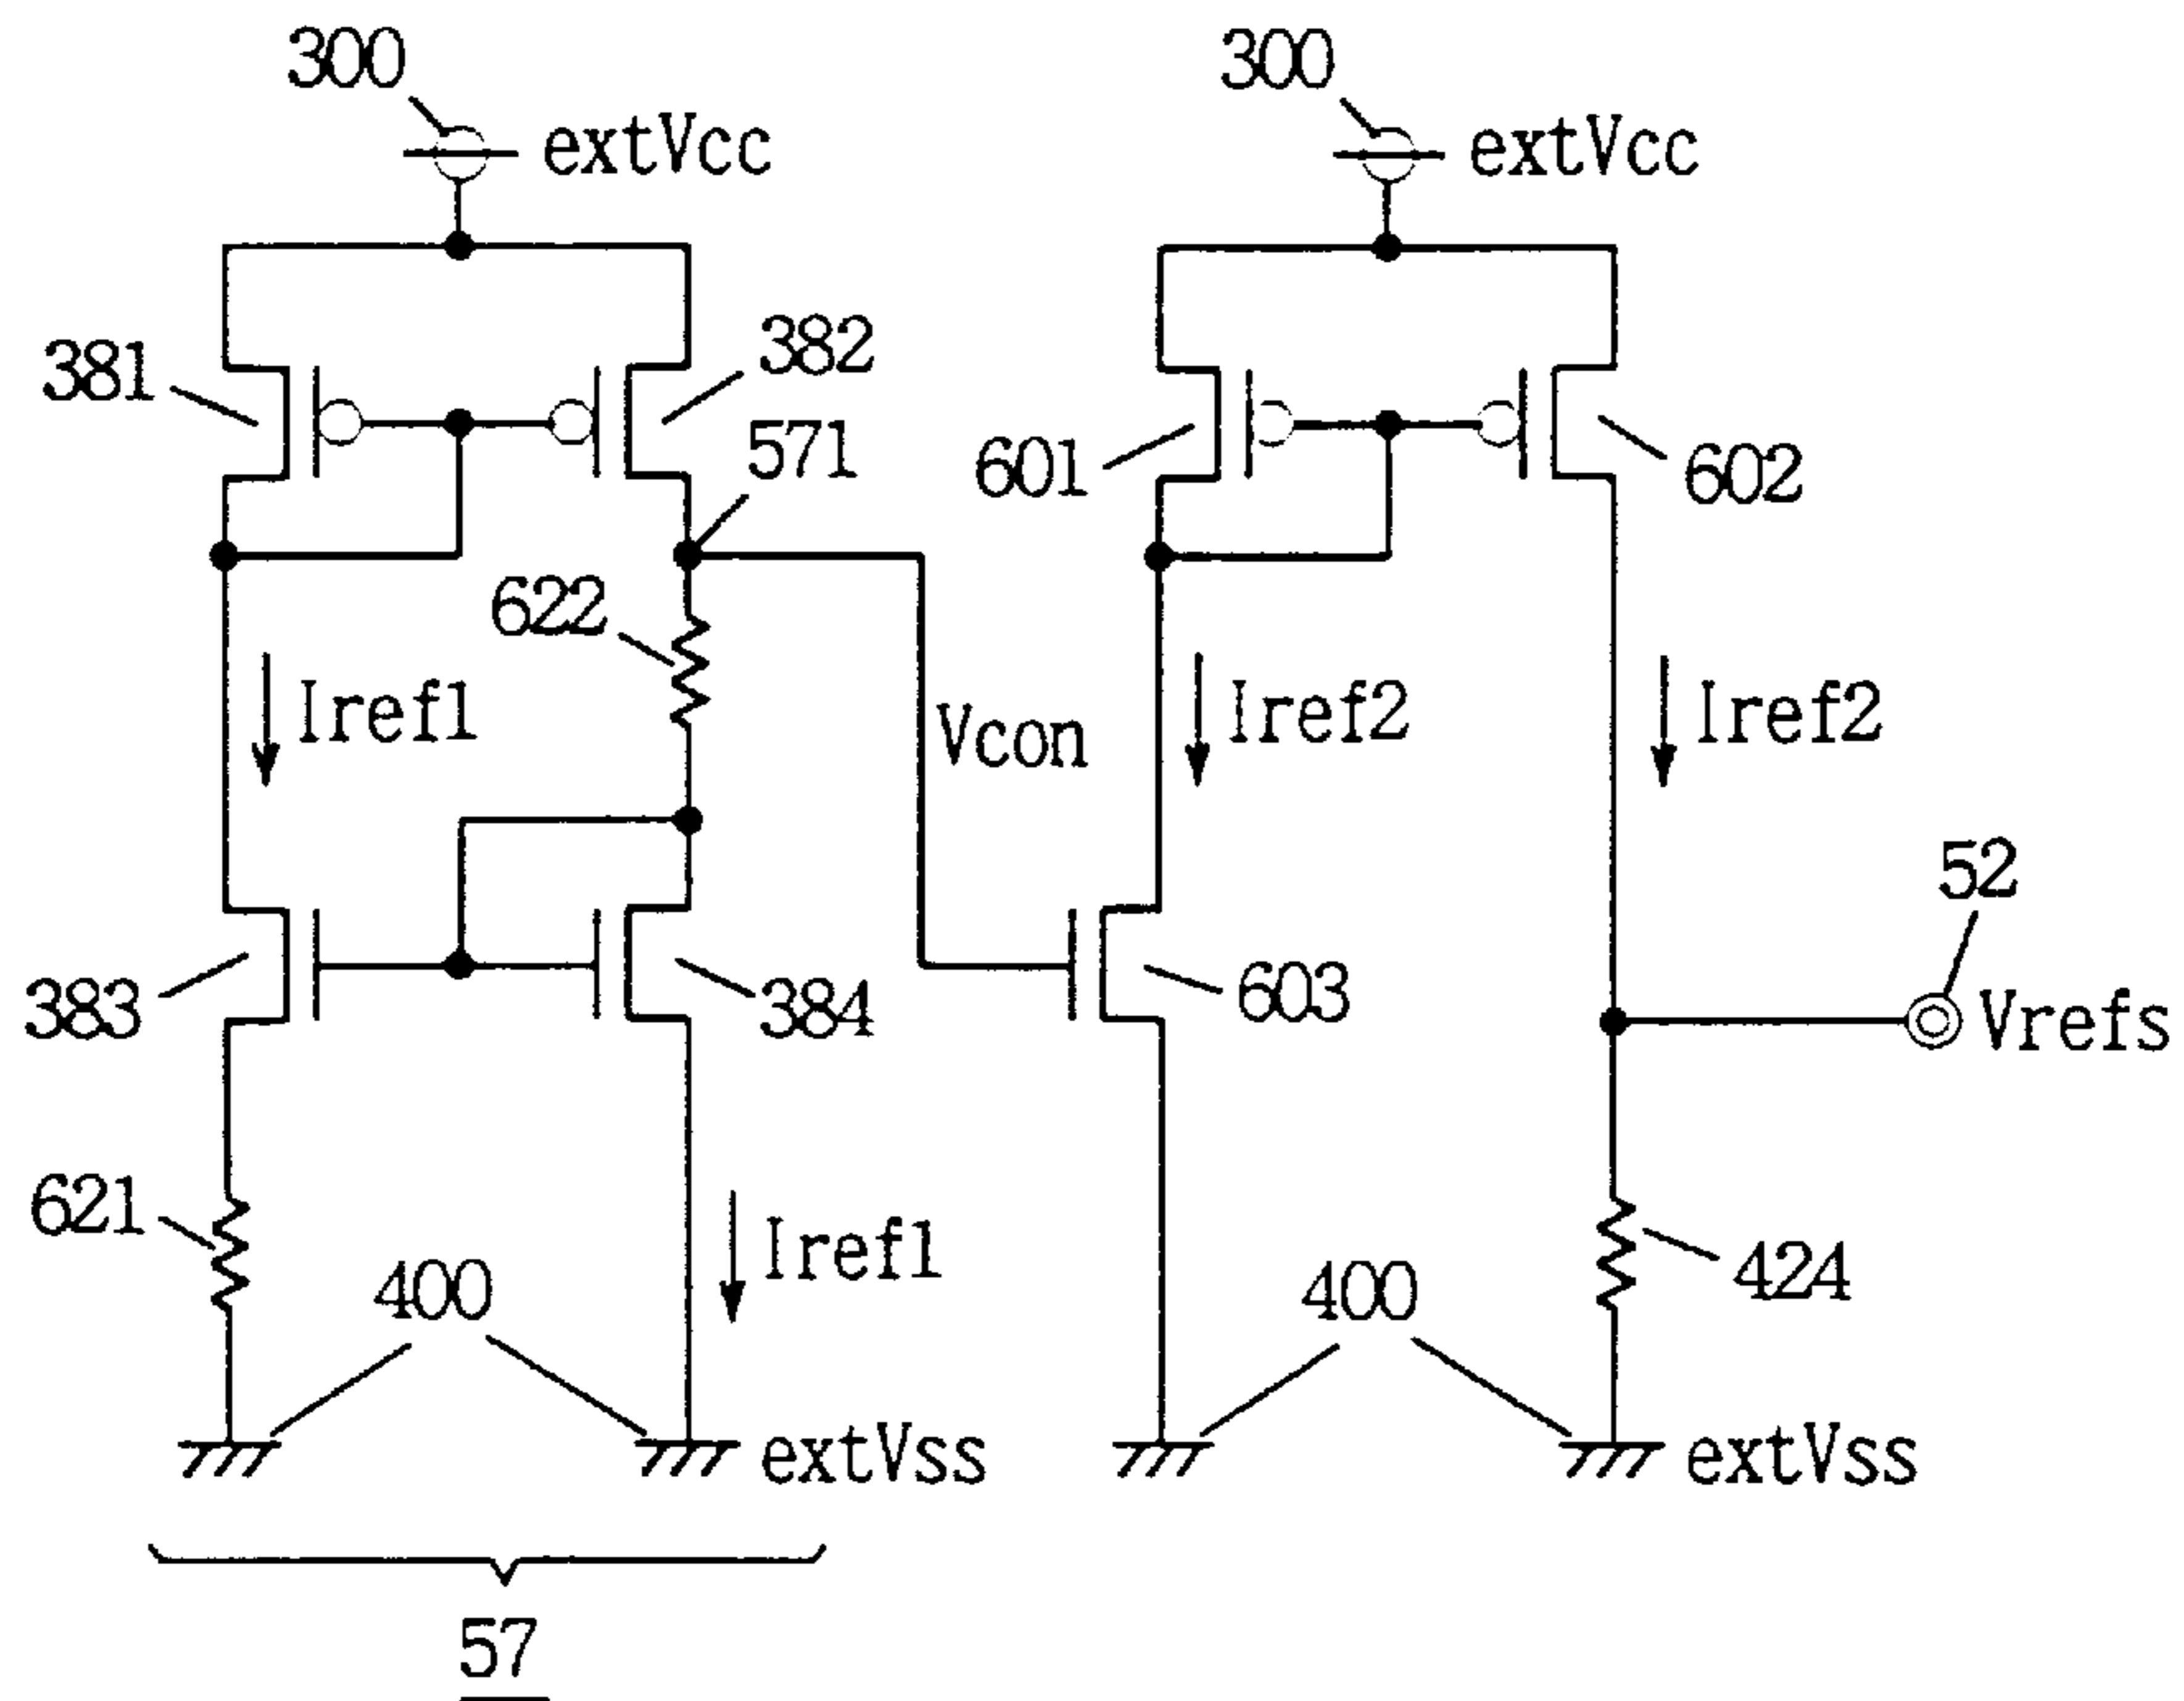 300
300
extVcc
extVcc
381
382
571
601
602
622
Iref1
Vcon
Iref2
Iref2
52
383
384
603
Vrefs
621
400
Iref1
400
424
extVss
extVss
57